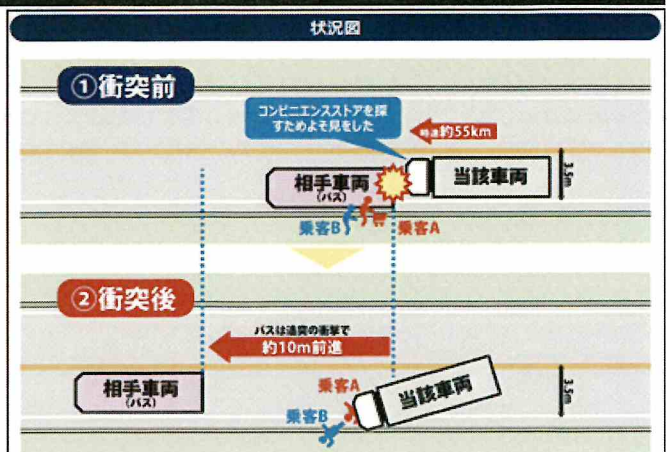 状況図
①衝突前
コンビニエンスストアを探
すためよそ見をした
時速約55km
相手車両
(バス)
当該車両
3.5m
乗客B
乗客A
②衝突後
バスは追突の衝撃で
約10m前進
相手車両
(バス)
乗客A
当該車両
乗客B
3.5m